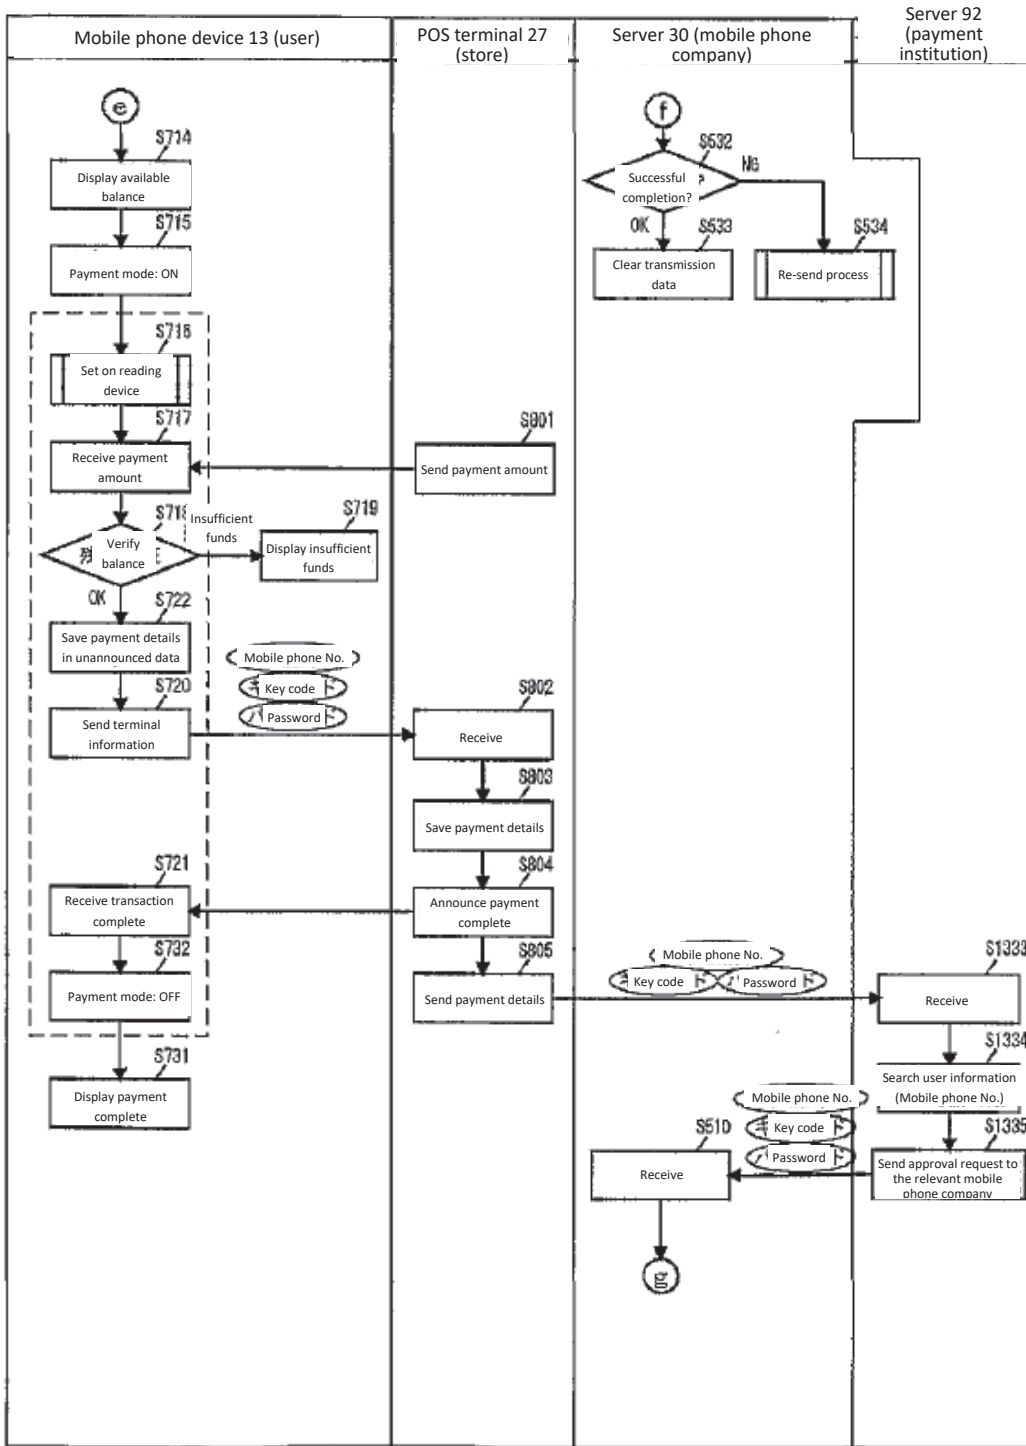 Mobile phone device 13 (user)
POS terminal 27
(store)
Server 30 (mobile phone
company)
Server 92
(payment
institution)
e
S714
Display available
balance
S715
Payment mode: ON
S716
Set on reading
device
S717
Receive payment
amount
S718
Verify
balance
Insufficient
funds
S719
Display insufficient
funds
OK
S722
Save payment details
in unannounced data
S720
Send terminal
information
Mobile phone No.
Key code
Password
S721
Receive transaction
complete
S732
Payment mode: OFF
S731
Display payment
complete
S801
Send payment amount
S802
Receive
S803
Save payment details
S804
Announce payment
complete
S805
Send payment details
f
S532
Successful
completion?
NG
OK
S533
Clear transmission
data
S534
Re-send process
Mobile phone No.
Key code
Password
S1333
Receive
S1334
Search user information
(Mobile phone No.)
S1335
Send approval request to
the relevant mobile
phone company
Mobile phone No.
Key code
Password
S510
Receive
g